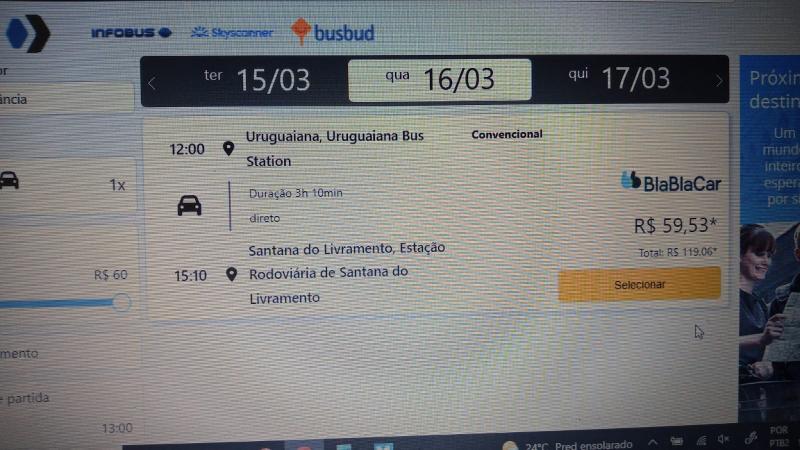 INFOBUS
Skyscanner
busbud
ter 15/03
qua 16/03
qui 17/03
ância
1x
R$ 60
mento
e partida
13:00
12:00
Uruguaiana, Uruguaiana Bus
Station
Convencional
Duração 3h 10min
direto
15:10
Santana do Livramento, Estação
Rodoviária de Santana do
Livramento
BlaBlaCar
R$ 59,53*
Total: R$ 119.06*
Selecionar
Próxin
destin
Um
mund
inteir
esper
por s
24°C Pred ensolarado
POR
PTB2